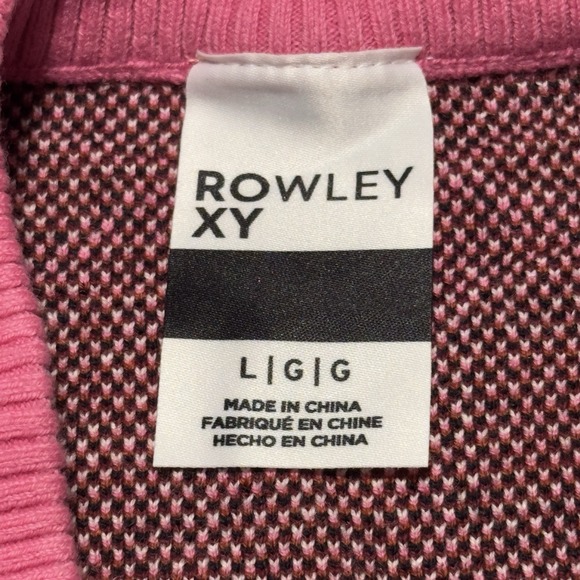 ROWLEY
XY
L|G|G
MADE IN CHINA
FABRIQUÉ EN CHINE
HECHO EN CHINA